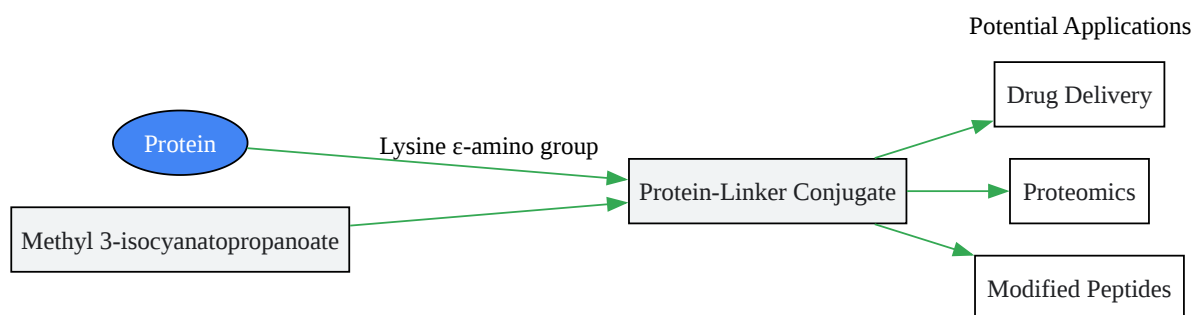 Potential Applications
Drug Delivery
Protein
Lysine ε-amino group
Protein-Linker Conjugate
Proteomics
Methyl 3-isocyanatopropanoate
Modified Peptides